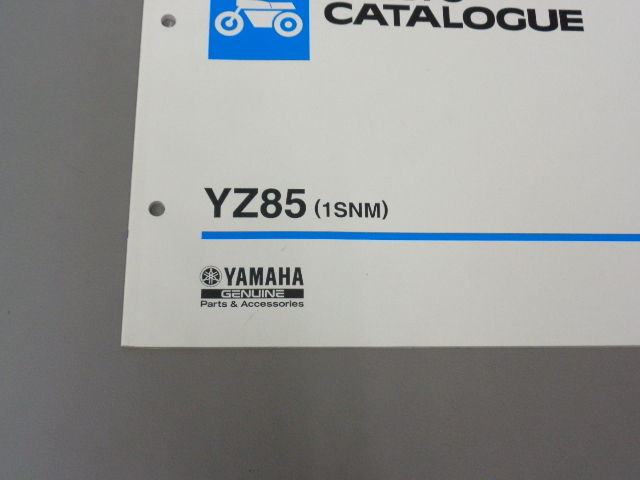 CATALOGUE
YZ85 (1SNM)
YAMAHA
GENUINE
Parts & Accessories